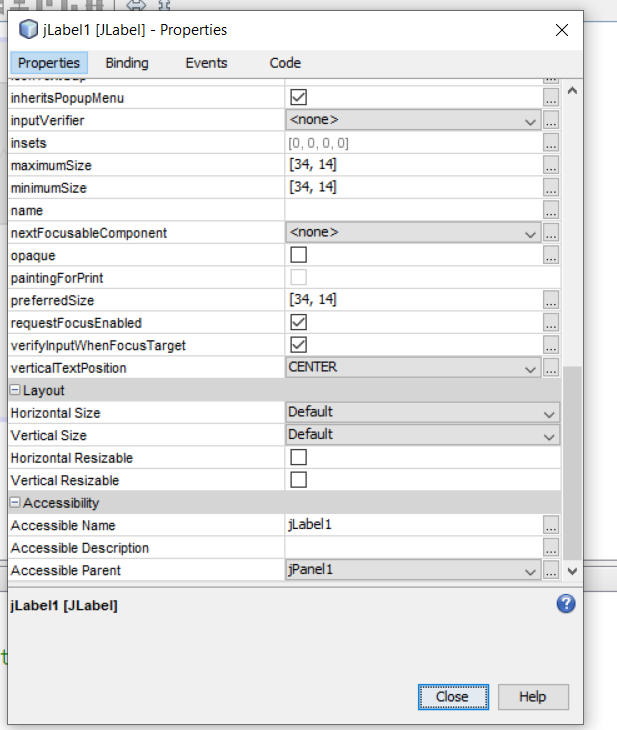 jLabel1 [JLabel] - Properties
Properties Binding Events Code
inheritsPopupMenu ...
inputVerifier <none> ...
insets [0, 0, 0, 0] ...
maximumSize [34, 14] ...
minimumSize [34, 14] ...
name ...
nextFocusableComponent <none> ...
opaque ...
paintingForPrint
preferredSize [34, 14] ...
requestFocusEnabled ...
verifyInputWhenFocusTarget ...
verticalTextPosition CENTER ...
Layout
Horizontal Size Default
Vertical Size Default
Horizontal Resizable
Vertical Resizable
Accessibility
Accessible Name jLabel1 ...
Accessible Description ...
Accessible Parent jPanel1 ...
jLabel1 [JLabel] ?
t
Close Help